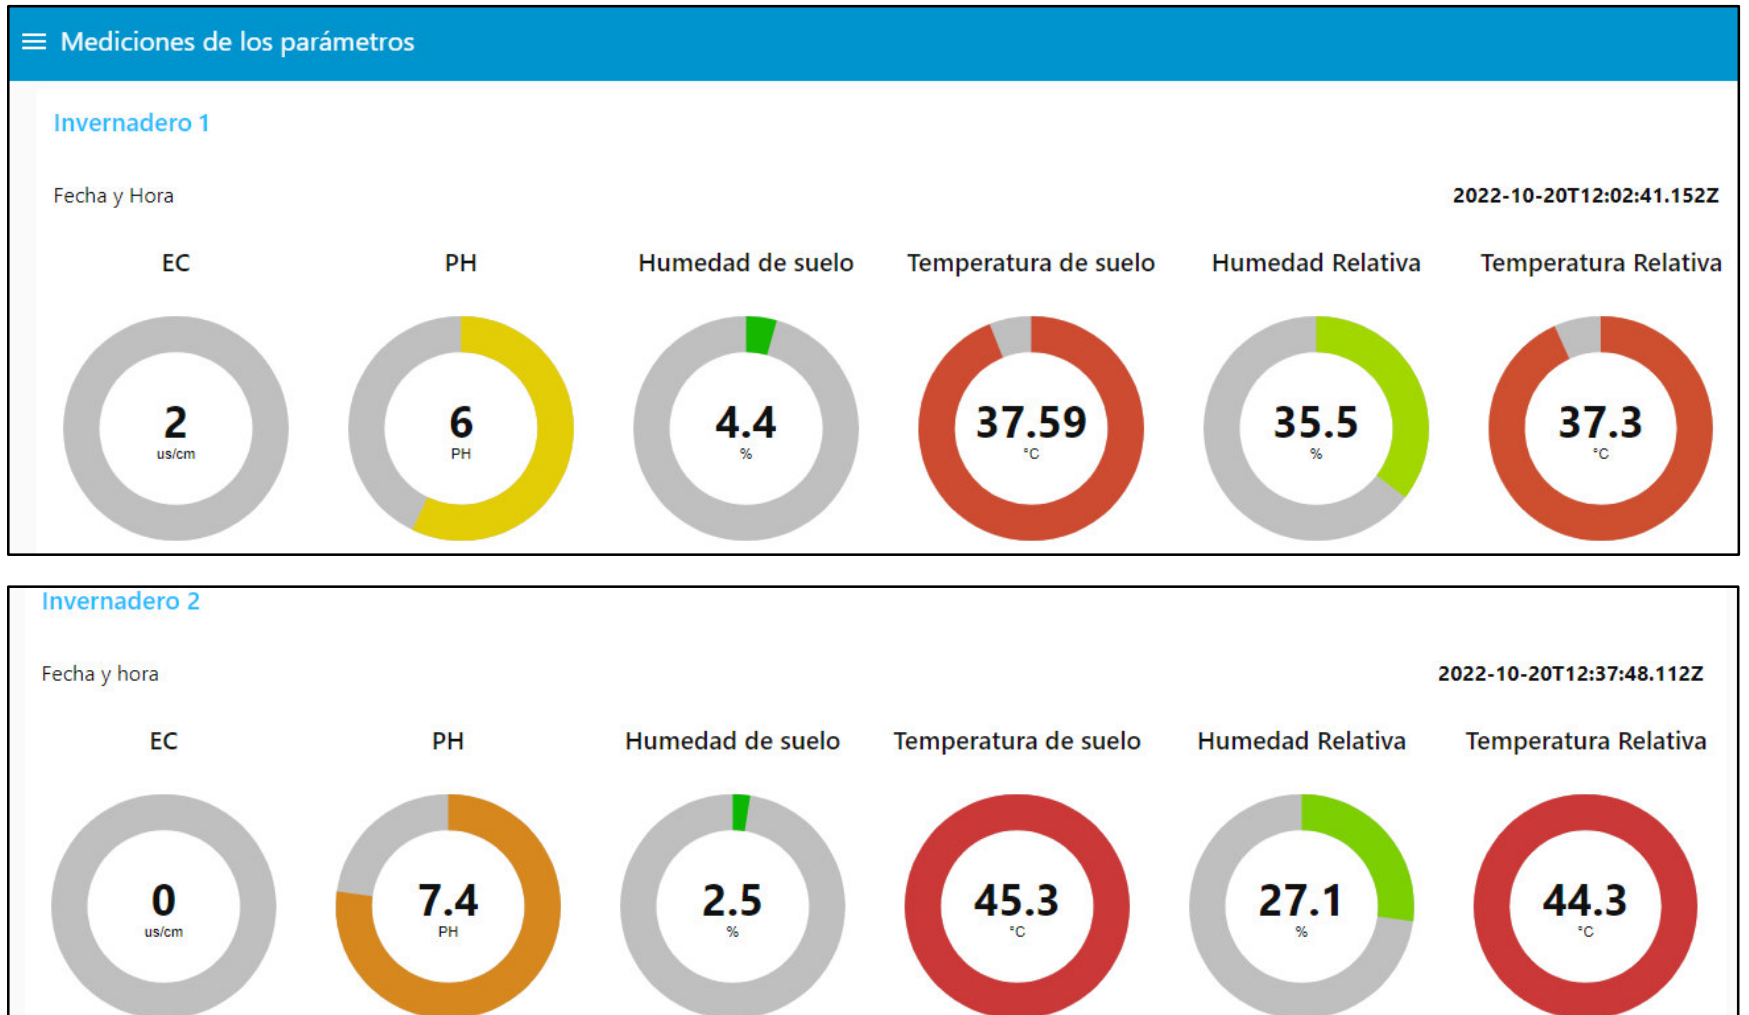 Mediciones de los parámetros
Invernadero 1
Fecha y Hora 2022-10-20T12:02:41.152Z
EC PH Humedad de suelo Temperatura de suelo Humedad Relativa Temperatura Relativa
2 6 4.4 37.59 35.5 37.3
us/cm PH % °C % °C
Invernadero 2
Fecha y hora 2022-10-20T12:37:48.112Z
EC PH Humedad de suelo Temperatura de suelo Humedad Relativa Temperatura Relativa
0 7.4 2.5 45.3 27.1 44.3
us/cm PH % °C % °C